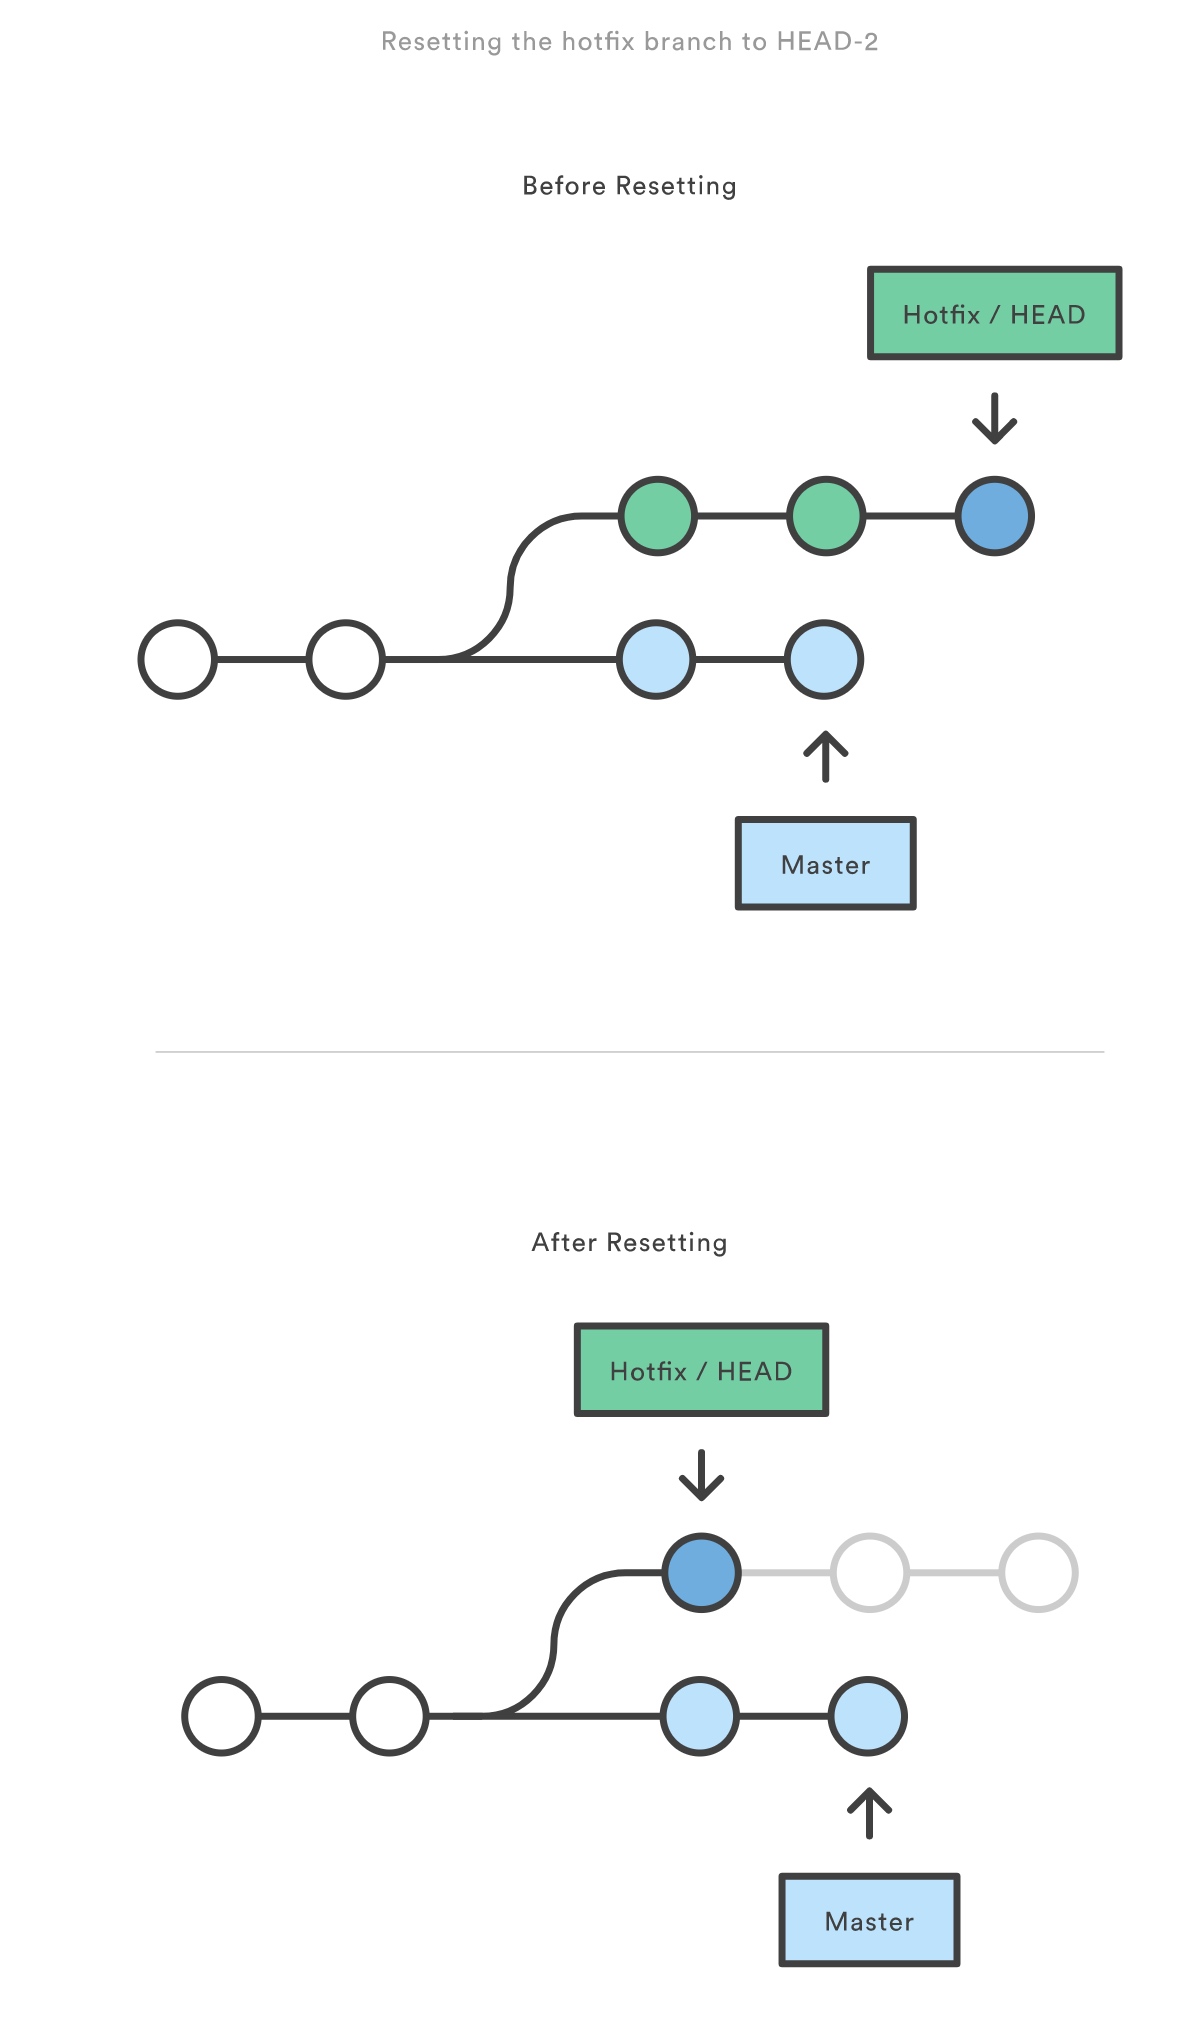 Resetting the hotfix branch to HEAD-2
Before Resetting
Hotfix / HEAD
Master
After Resetting
Hotfix / HEAD
Master